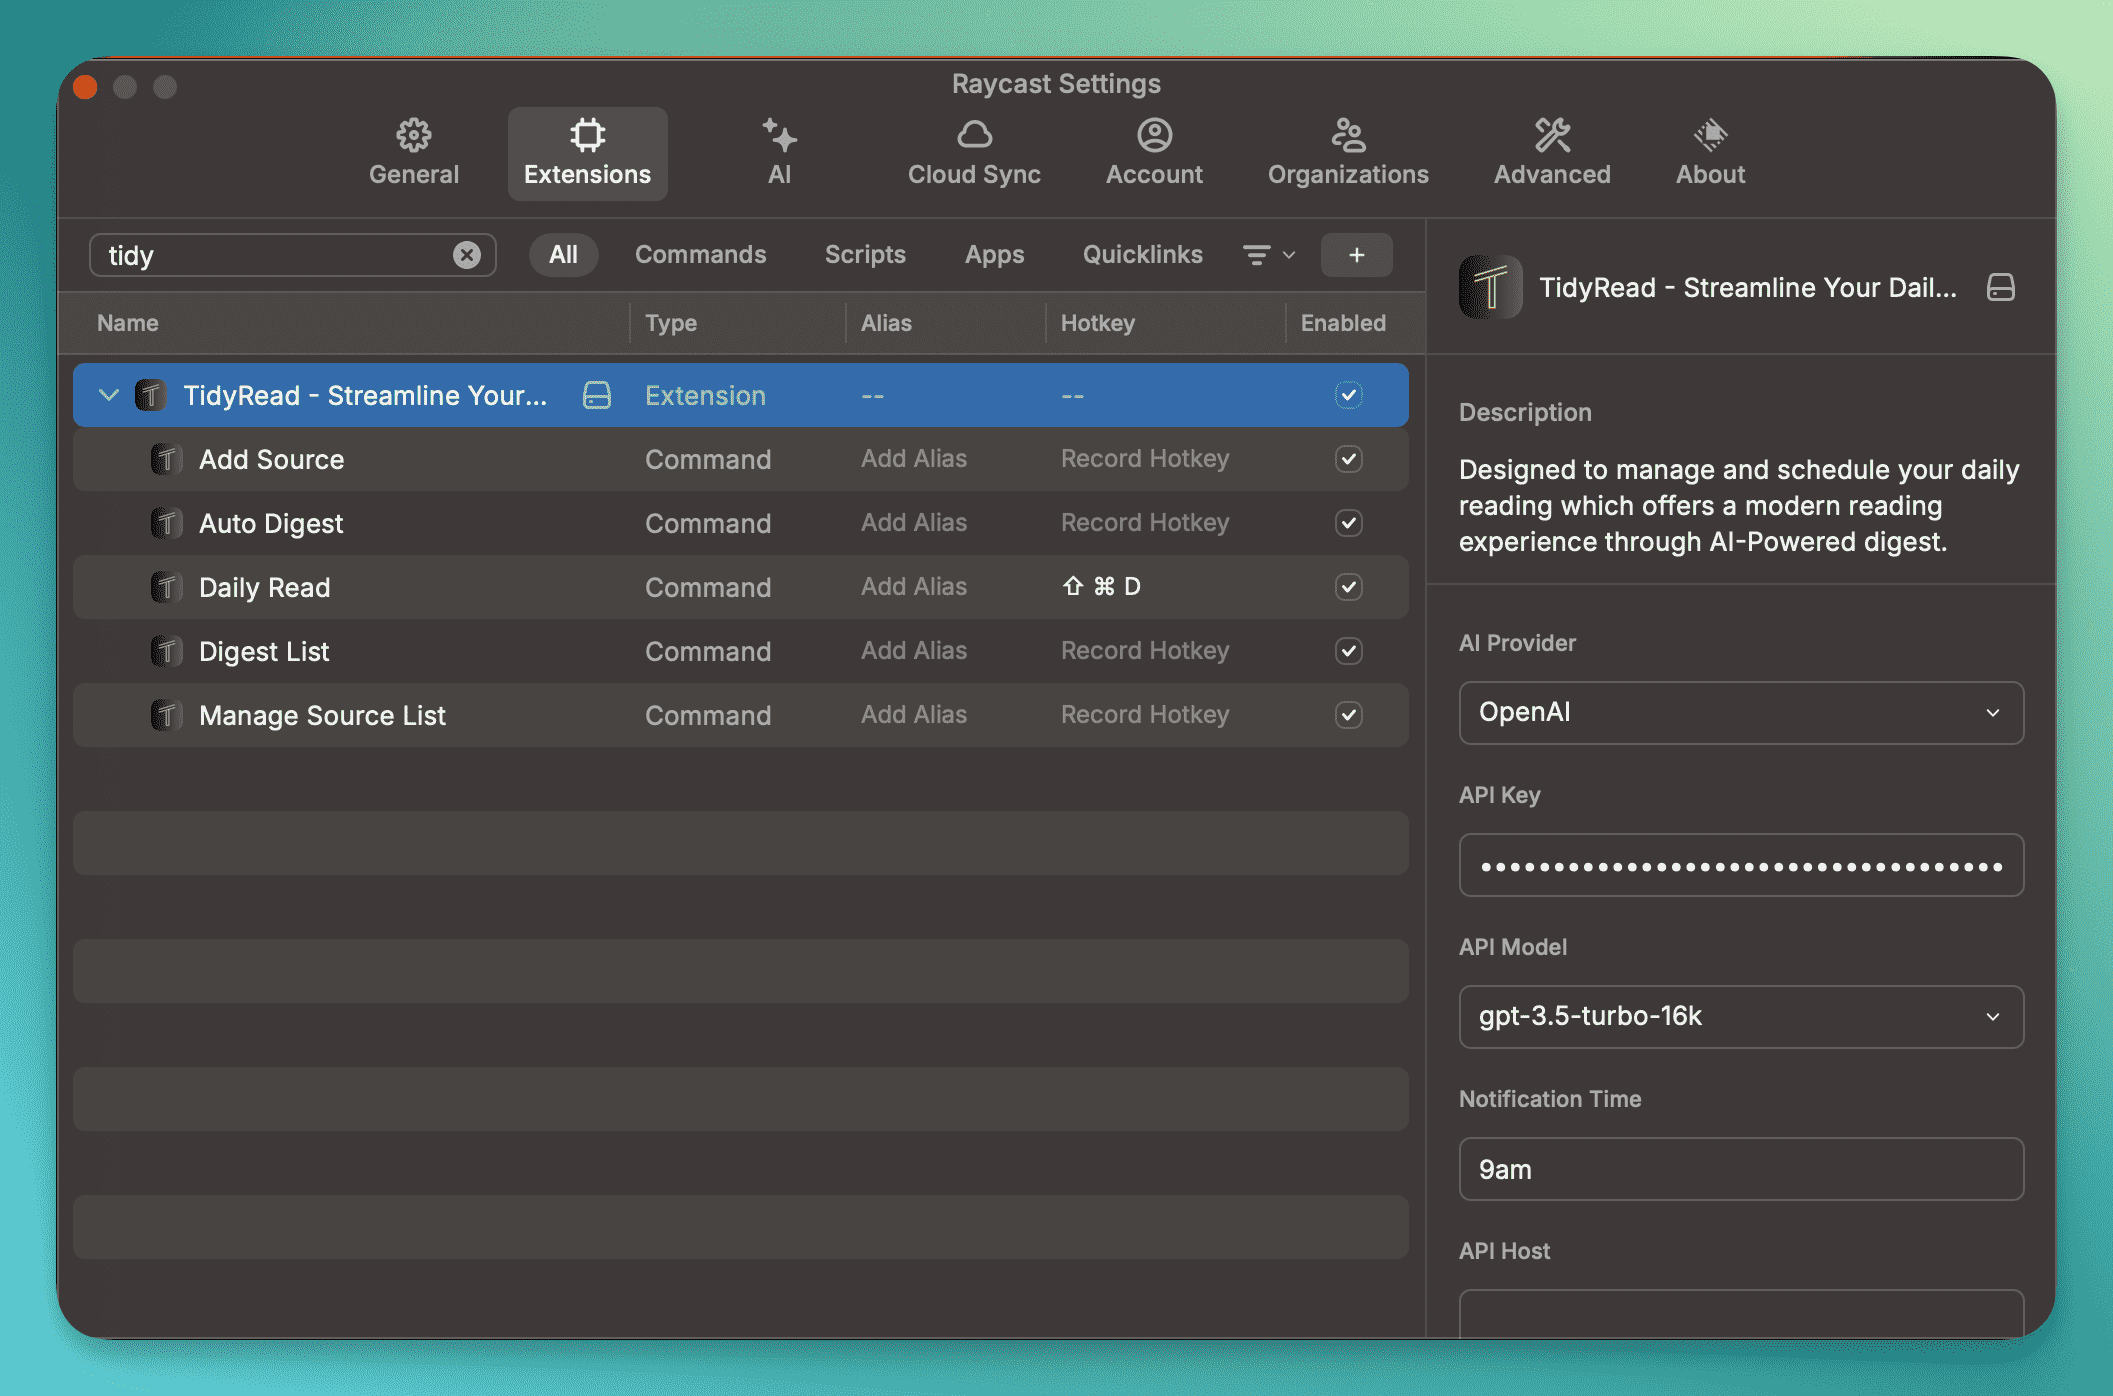 Raycast Settings
General
Extensions
AI
Cloud Sync
Account
Organizations
Advanced
About
tidy
All
Commands
Scripts
Apps
Quicklinks
+
Name
Type
Alias
Hotkey
Enabled
TidyRead - Streamline Your...
Extension
--
--
Add Source
Command
Add Alias
Record Hotkey
Auto Digest
Command
Add Alias
Record Hotkey
Daily Read
Command
Add Alias
⇧ ⌘ D
Digest List
Command
Add Alias
Record Hotkey
Manage Source List
Command
Add Alias
Record Hotkey
TidyRead - Streamline Your Dail...
Description
Designed to manage and schedule your daily
reading which offers a modern reading
experience through AI-Powered digest.
AI Provider
OpenAI
API Key
••••••••••••••••••••••••••••••••••••
API Model
gpt-3.5-turbo-16k
Notification Time
9am
API Host